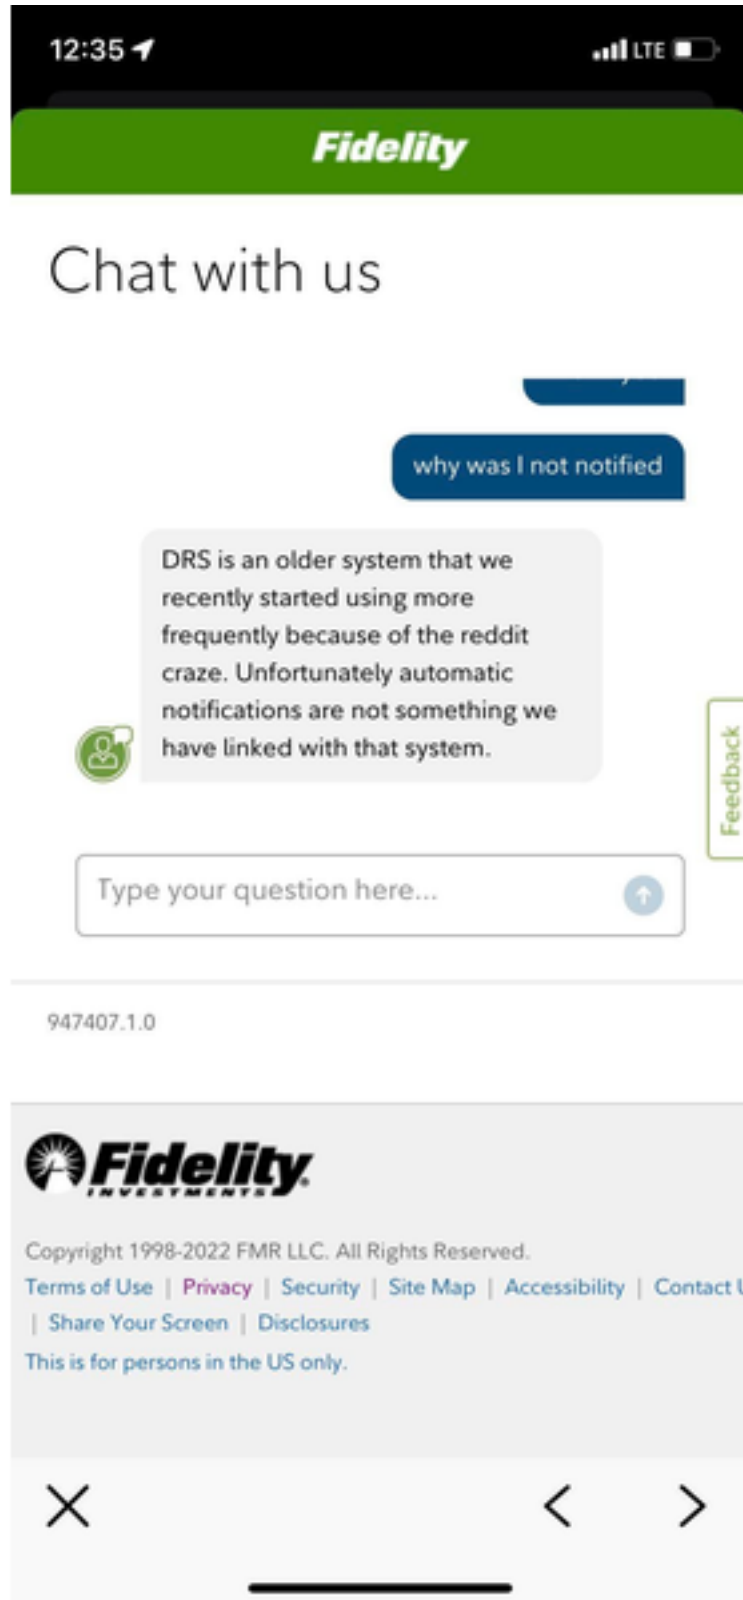 12:35
LTE
Fidelity
Chat with us
why was I not notified
DRS is an older system that we
recently started using more
frequently because of the reddit
craze. Unfortunately automatic
notifications are not something we
have linked with that system.
Feedback
Type your question here...
947407.1.0
Fidelity
INVESTMENTS
Copyright 1998-2022 FMR LLC. All Rights Reserved.
Terms of Use | Privacy | Security | Site Map | Accessibility | Contact U
| Share Your Screen | Disclosures
This is for persons in the US only.